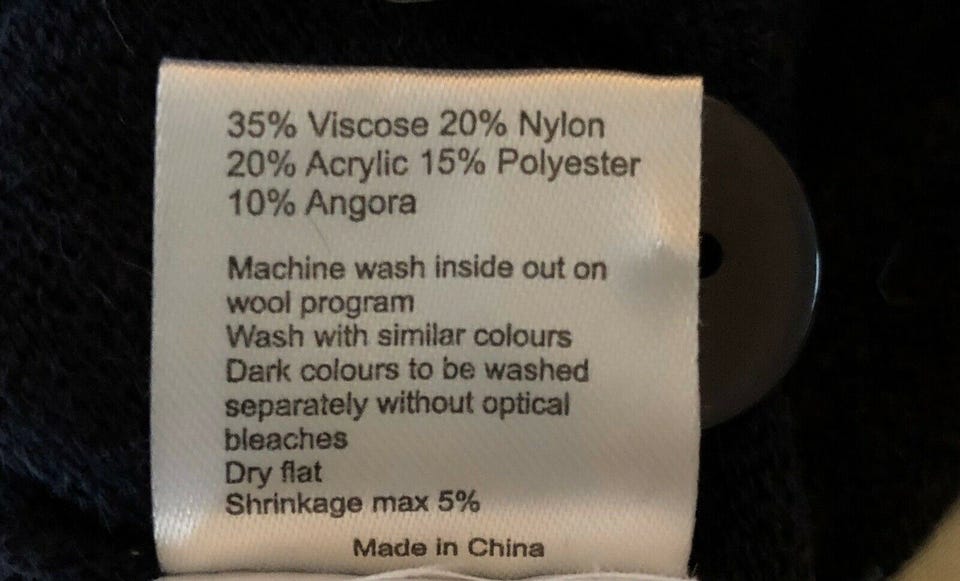 35% Viscose 20% Nylon
20% Acrylic 15% Polyester
10% Angora
Machine wash inside out on
wool program
Wash with similar colours
Dark colours to be washed
separately without optical
bleaches
Dry flat
Shrinkage max 5%
Made in China